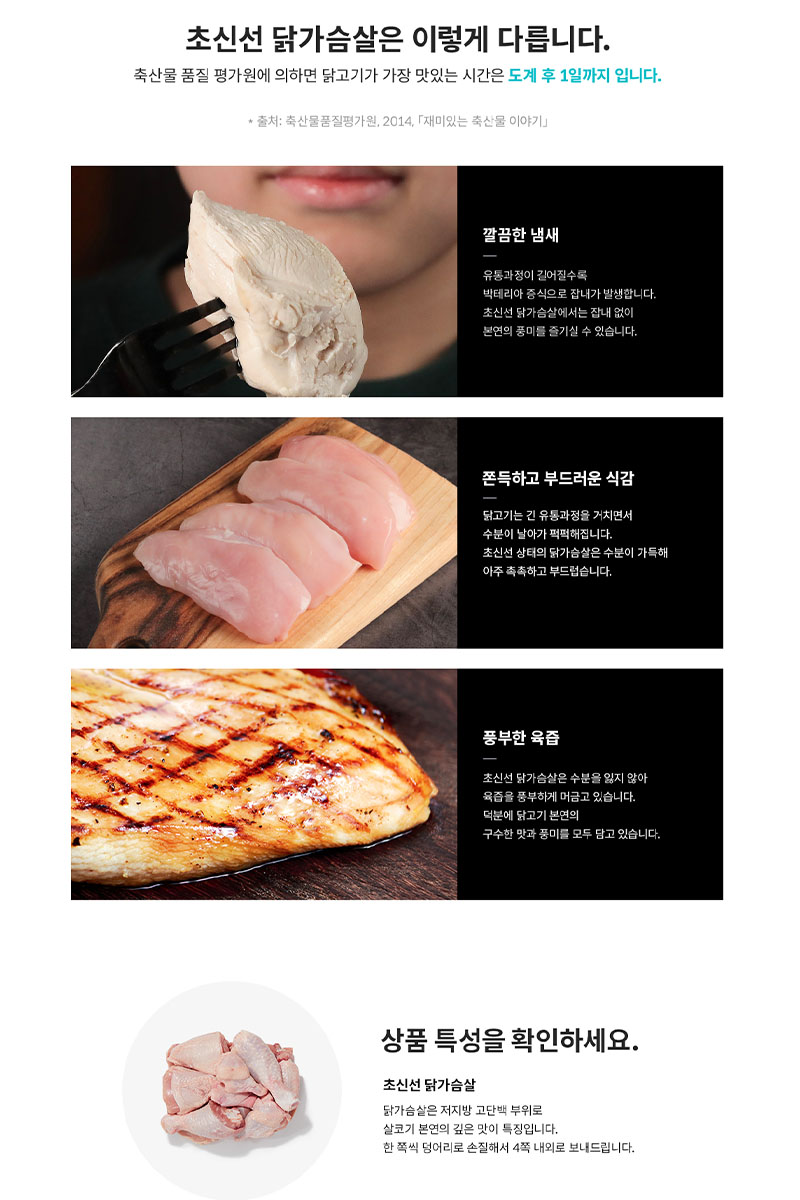 초신선 닭가슴살은 이렇게 다릅니다.
축산물 품질 평가원에 의하면 닭고기가 가장 맛있는 시간은 도계 후 1일까지 입니다.
* 출처: 축산물품질평가원, 2014, 「재미있는 축산물 이야기」
깔끔한 냄새
유통과정이 길어질수록
박테리아 증식으로 잡내가 발생합니다.
초신선 닭가슴살에서는 잡내 없이
본연의 풍미를 즐기실 수 있습니다.
쫀득하고 부드러운 식감
닭고기는 긴 유통과정을 거치면서
수분이 날아가 퍽퍽해집니다.
초신선 상태의 닭가슴살은 수분이 가득해
아주 촉촉하고 부드럽습니다.
풍부한 육즙
초신선 닭가슴살은 수분을 잃지 않아
육즙을 풍부하게 머금고 있습니다.
덕분에 닭고기 본연의
구수한 맛과 풍미를 모두 담고 있습니다.
상품 특성을 확인하세요.
초신선 닭가슴살
닭가슴살은 저지방 고단백 부위로
살코기 본연의 깊은 맛이 특징입니다.
한 쪽씩 덩어리로 손질해서 4쪽 내외로 보내드립니다.